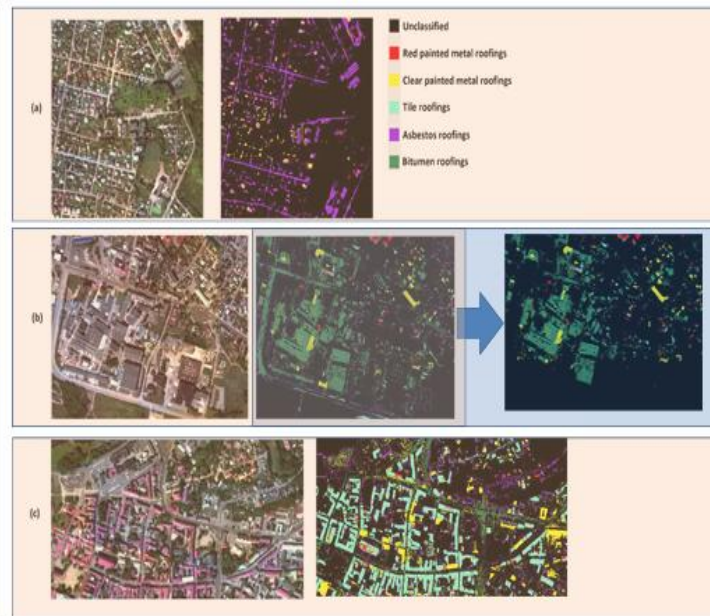 Unclassified
Red painted metal roofings
Clear painted metal roofings
(a)
Tile roofings
Asbestos roofings
Bitumen roofings
(b)
(c)